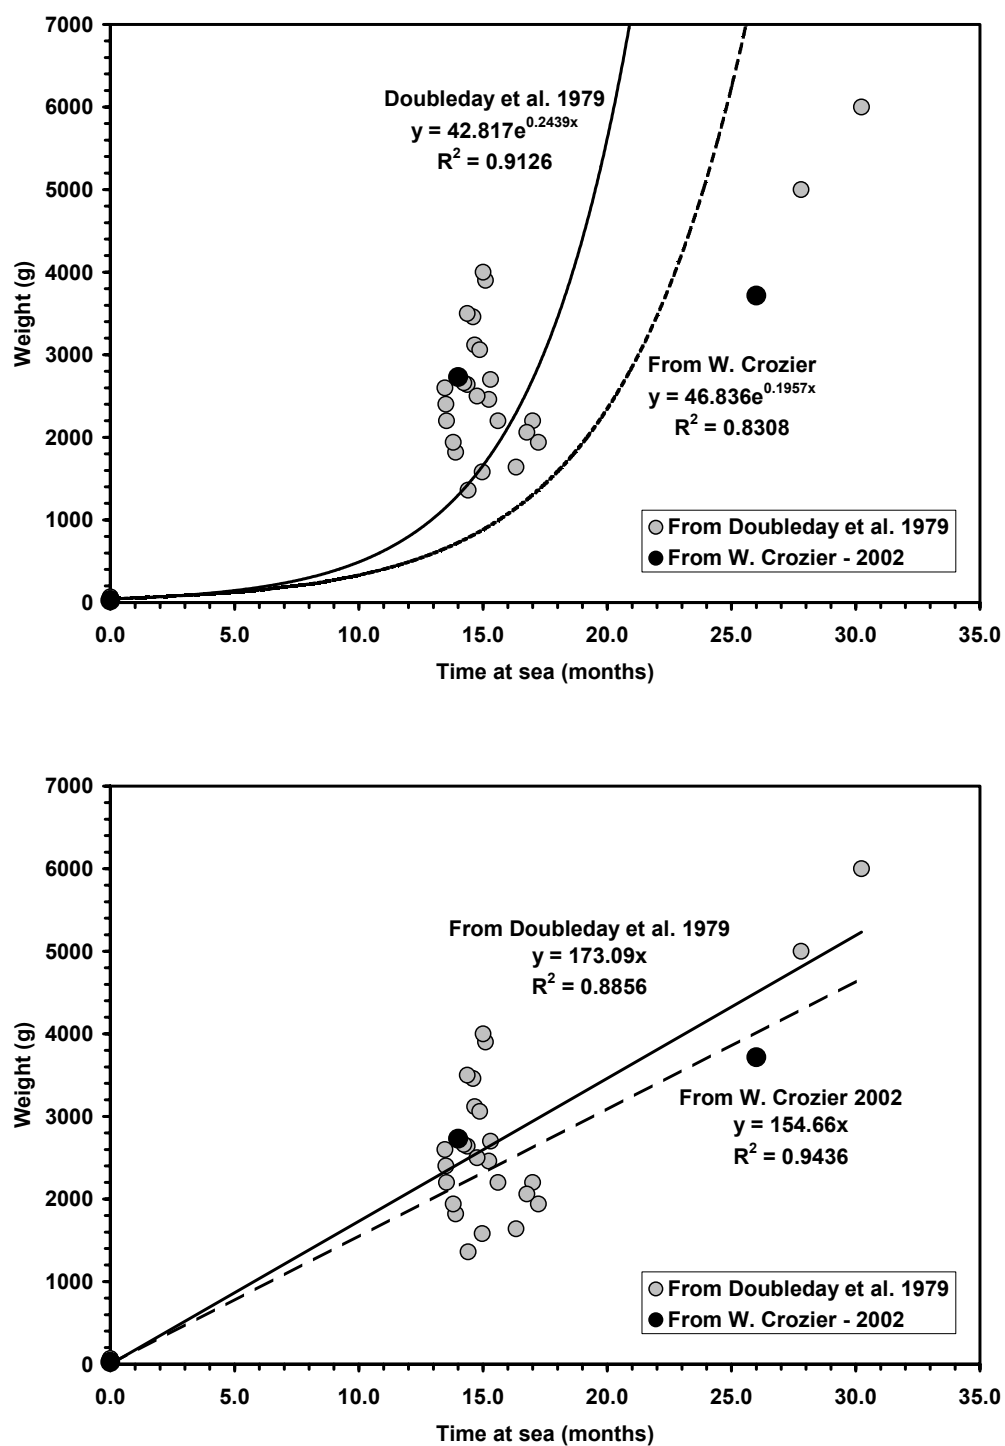 7000
6000
5000
4000
3000
2000
1000
0
Weight (g)
Doubleday et al. 1979
y = 42.817e^0.2439x
R² = 0.9126
From W. Crozier
y = 46.836e^0.1957x
R² = 0.8308
From Doubleday et al. 1979
From W. Crozier - 2002
0.0 5.0 10.0 15.0 20.0 25.0 30.0 35.0
Time at sea (months)
7000
6000
5000
4000
3000
2000
1000
0
Weight (g)
From Doubleday et al. 1979
y = 173.09x
R² = 0.8856
From W. Crozier 2002
y = 154.66x
R² = 0.9436
From Doubleday et al. 1979
From W. Crozier - 2002
0.0 5.0 10.0 15.0 20.0 25.0 30.0 35.0
Time at sea (months)